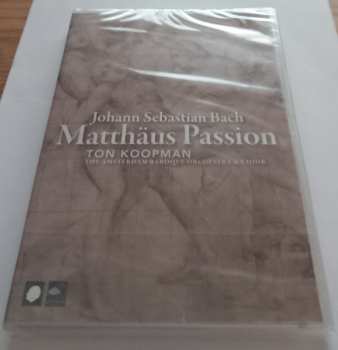 Johann Sebastian Bach
Matthäus Passion
TON KOOPMAN
THE AMSTERDAM BAROQUE ORCHESTRA & CHOIR